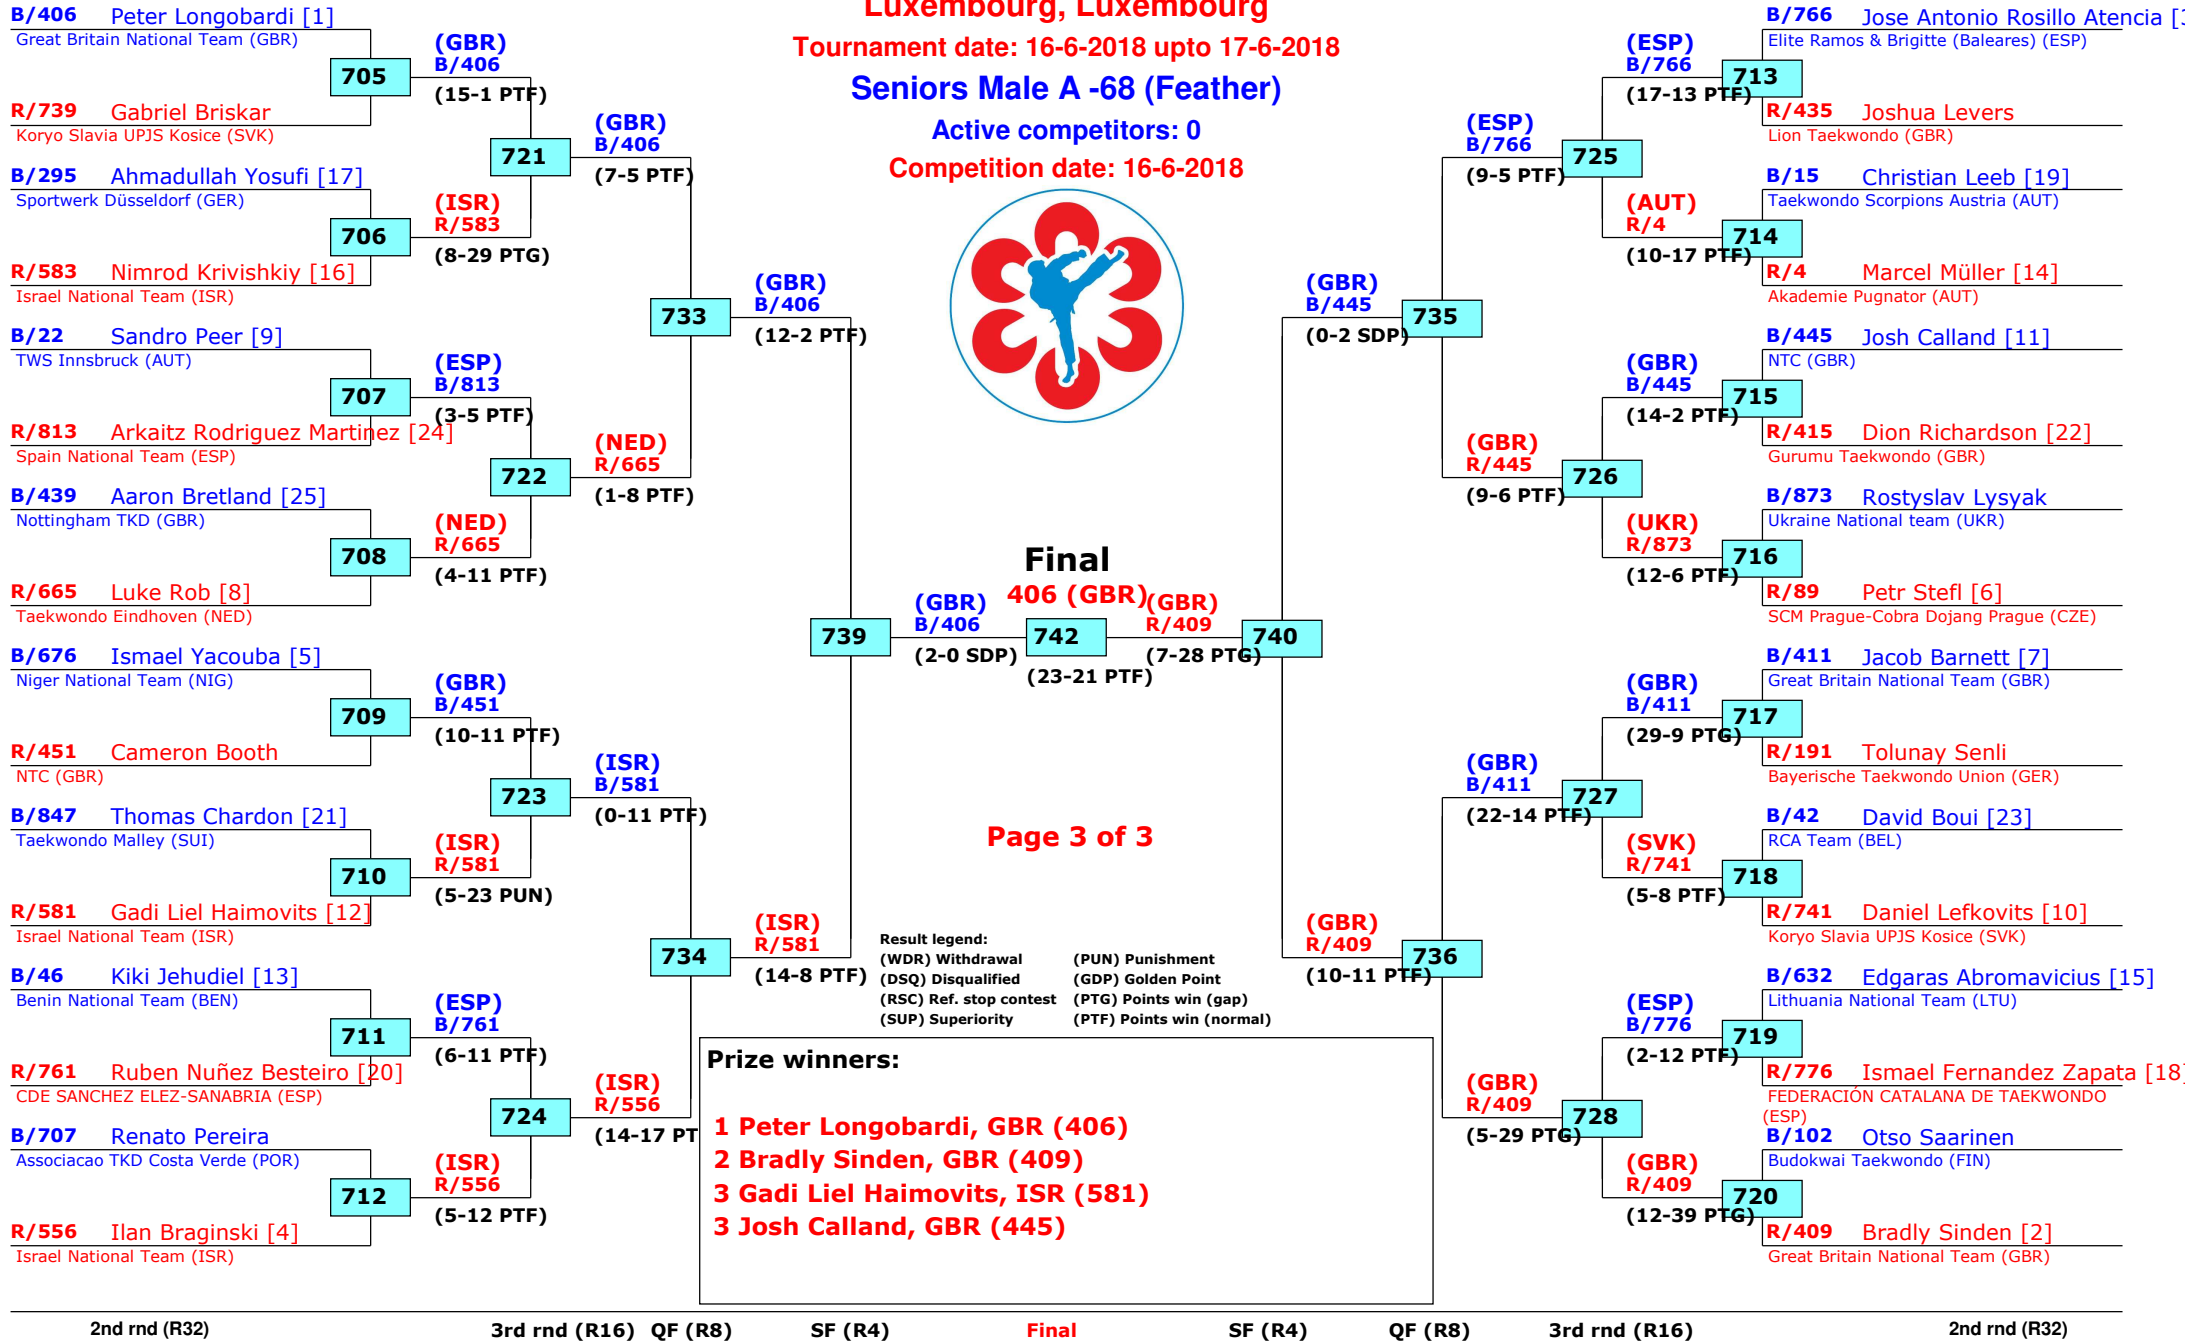 Luxembourg, Luxembourg
Tournament date: 16-6-2018 upto 17-6-2018
Seniors Male A -68 (Feather)
Active competitors: 0
Competition date: 16-6-2018
B/406 Peter Longobardi [1]
Great Britain National Team (GBR)
705
R/739 Gabriel Briskar
Koryo Slavia UPJS Kosice (SVK)
B/295 Ahmadullah Yosufi [17]
Sportwerk Düsseldorf (GER)
706
R/583 Nimrod Krivishkiy [16]
Israel National Team (ISR)
B/22 Sandro Peer [9]
TWS Innsbruck (AUT)
707
R/813 Arkaitz Rodriguez Martinez [24]
Spain National Team (ESP)
B/439 Aaron Bretland [25]
Nottingham TKD (GBR)
708
R/665 Luke Rob [8]
Taekwondo Eindhoven (NED)
B/676 Ismael Yacouba [5]
Niger National Team (NIG)
709
R/451 Cameron Booth
NTC (GBR)
B/847 Thomas Chardon [21]
Taekwondo Malley (SUI)
710
R/581 Gadi Liel Haimovits [12]
Israel National Team (ISR)
B/46 Kiki Jehudiel [13]
Benin National Team (BEN)
711
R/761 Ruben Nuñez Besteiro [20]
CDE SANCHEZ ELEZ-SANABRIA (ESP)
B/707 Renato Pereira
Associacao TKD Costa Verde (POR)
712
R/556 Ilan Braginski [4]
Israel National Team (ISR)
(GBR)
B/406
(15-1 PTF)
721
(ISR)
R/583
(8-29 PTG)
(ESP)
B/813
(3-5 PTF)
722
(NED)
R/665
(4-11 PTF)
(GBR)
B/451
(10-11 PTF)
723
(ISR)
R/581
(5-23 PUN)
(ESP)
B/761
(6-11 PTF)
724
(ISR)
R/556
(5-12 PTF)
(GBR)
B/406
(7-5 PTF)
733
(NED)
R/665
(1-8 PTF)
(ISR)
B/581
(0-11 PTF)
734
(ISR)
R/556
(14-17 PT
(GBR)
B/406
(12-2 PTF)
739
(ISR)
R/581
(14-8 PTF)
Final
406 (GBR)
(GBR)
B/406
(2-0 SDP)
742
(23-21 PTF)
(GBR)
R/409
(7-28 PTG)
740
(GBR)
B/445
(0-2 SDP)
735
(GBR)
R/409
(10-11 PTF)
736
(ESP)
B/766
(9-5 PTF)
725
(GBR)
R/445
(9-6 PTF)
726
(GBR)
B/411
(22-14 PTF)
727
(GBR)
R/409
(5-29 PTG)
728
(ESP)
B/766
(17-13 PTF)
713
(AUT)
R/4
(10-17 PTF)
714
(GBR)
B/445
(14-2 PTF)
715
(UKR)
R/873
(12-6 PTF)
716
(GBR)
B/411
(29-9 PTG)
717
(SVK)
R/741
(5-8 PTF)
718
(ESP)
B/776
(2-12 PTF)
719
(GBR)
R/409
(12-39 PTG)
720
B/766 Jose Antonio Rosillo Atencia [3
Elite Ramos & Brigitte (Baleares) (ESP)
R/435 Joshua Levers
Lion Taekwondo (GBR)
B/15 Christian Leeb [19]
Taekwondo Scorpions Austria (AUT)
R/4 Marcel Müller [14]
Akademie Pugnator (AUT)
B/445 Josh Calland [11]
NTC (GBR)
R/415 Dion Richardson [22]
Gurumu Taekwondo (GBR)
B/873 Rostyslav Lysyak
Ukraine National team (UKR)
R/89 Petr Stefl [6]
SCM Prague-Cobra Dojang Prague (CZE)
B/411 Jacob Barnett [7]
Great Britain National Team (GBR)
R/191 Tolunay Senli
Bayerische Taekwondo Union (GER)
B/42 David Boui [23]
RCA Team (BEL)
R/741 Daniel Lefkovits [10]
Koryo Slavia UPJS Kosice (SVK)
B/632 Edgaras Abromavicius [15]
Lithuania National Team (LTU)
R/776 Ismael Fernandez Zapata [18]
FEDERACIÓN CATALANA DE TAEKWONDO
(ESP)
B/102 Otso Saarinen
Budokwai Taekwondo (FIN)
R/409 Bradly Sinden [2]
Great Britain National Team (GBR)
Page 3 of 3
Result legend:
(WDR) Withdrawal (PUN) Punishment
(DSQ) Disqualified (GDP) Golden Point
(RSC) Ref. stop contest (PTG) Points win (gap)
(SUP) Superiority (PTF) Points win (normal)
Prize winners:
1 Peter Longobardi, GBR (406)
2 Bradly Sinden, GBR (409)
3 Gadi Liel Haimovits, ISR (581)
3 Josh Calland, GBR (445)
2nd rnd (R32) 3rd rnd (R16) QF (R8) SF (R4) Final SF (R4) QF (R8) 3rd rnd (R16) 2nd rnd (R32)